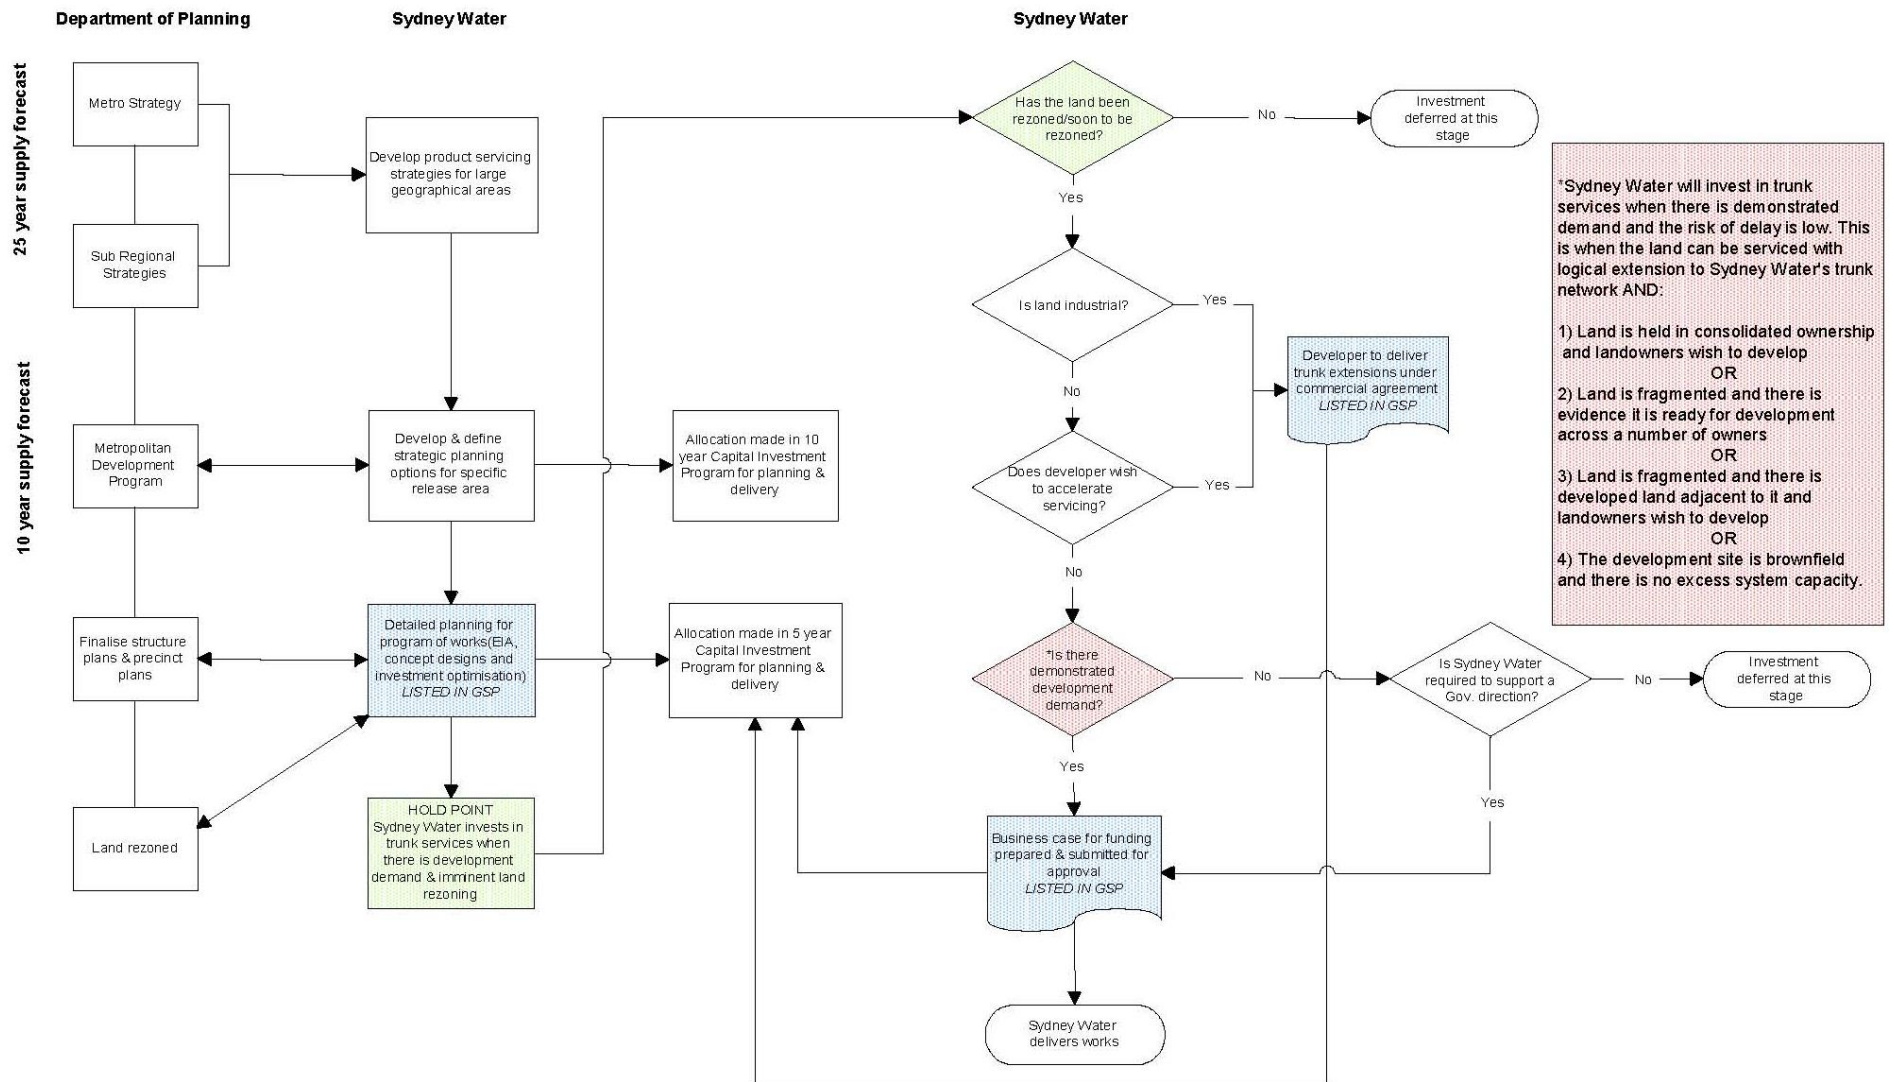 Department of Planning
Sydney Water
Sydney Water
25 year supply forecast
10 year supply forecast
Metro Strategy
Sub Regional
Strategies
Metropolitan
Development
Program
Finalise structure
plans & precinct
plans
Land rezoned
Develop product servicing
strategies for large
geographical areas
Develop & define
strategic planning
options for specific
release area
Detailed planning for
program of works(EIA,
concept designs and
investment optimisation)
LISTED IN GSP
HOLD POINT
Sydney Water invests in
trunk services when
there is development
demand & imminent land
rezoning
Allocation made in 10
year Capital Investment
Program for planning &
delivery
Allocation made in 5 year
Capital Investment
Program for planning &
delivery
Has the land been
rezoned/soon to be
rezoned?
No
Investment
deferred at this
stage
Yes
Is land industrial?
Yes
No
Developer to deliver
trunk extensions under
commercial agreement
LISTED IN GSP
Does developer wish
to accelerate
servicing?
Yes
No
*Is there
demonstrated
development
demand?
No
Is Sydney Water
required to support a
Gov. direction?
No
Investment
deferred at this
stage
Yes
Yes
Business case for funding
prepared & submitted for
approval
LISTED IN GSP
Sydney Water
delivers works
*Sydney Water will invest in trunk
services when there is demonstrated
demand and the risk of delay is low. This
is when the land can be serviced with
logical extension to Sydney Water's trunk
network AND:
1) Land is held in consolidated ownership
and landowners wish to develop
OR
2) Land is fragmented and there is
evidence it is ready for development
across a number of owners
OR
3) Land is fragmented and there is
developed land adjacent to it and
landowners wish to develop
OR
4) The development site is brownfield
and there is no excess system capacity.